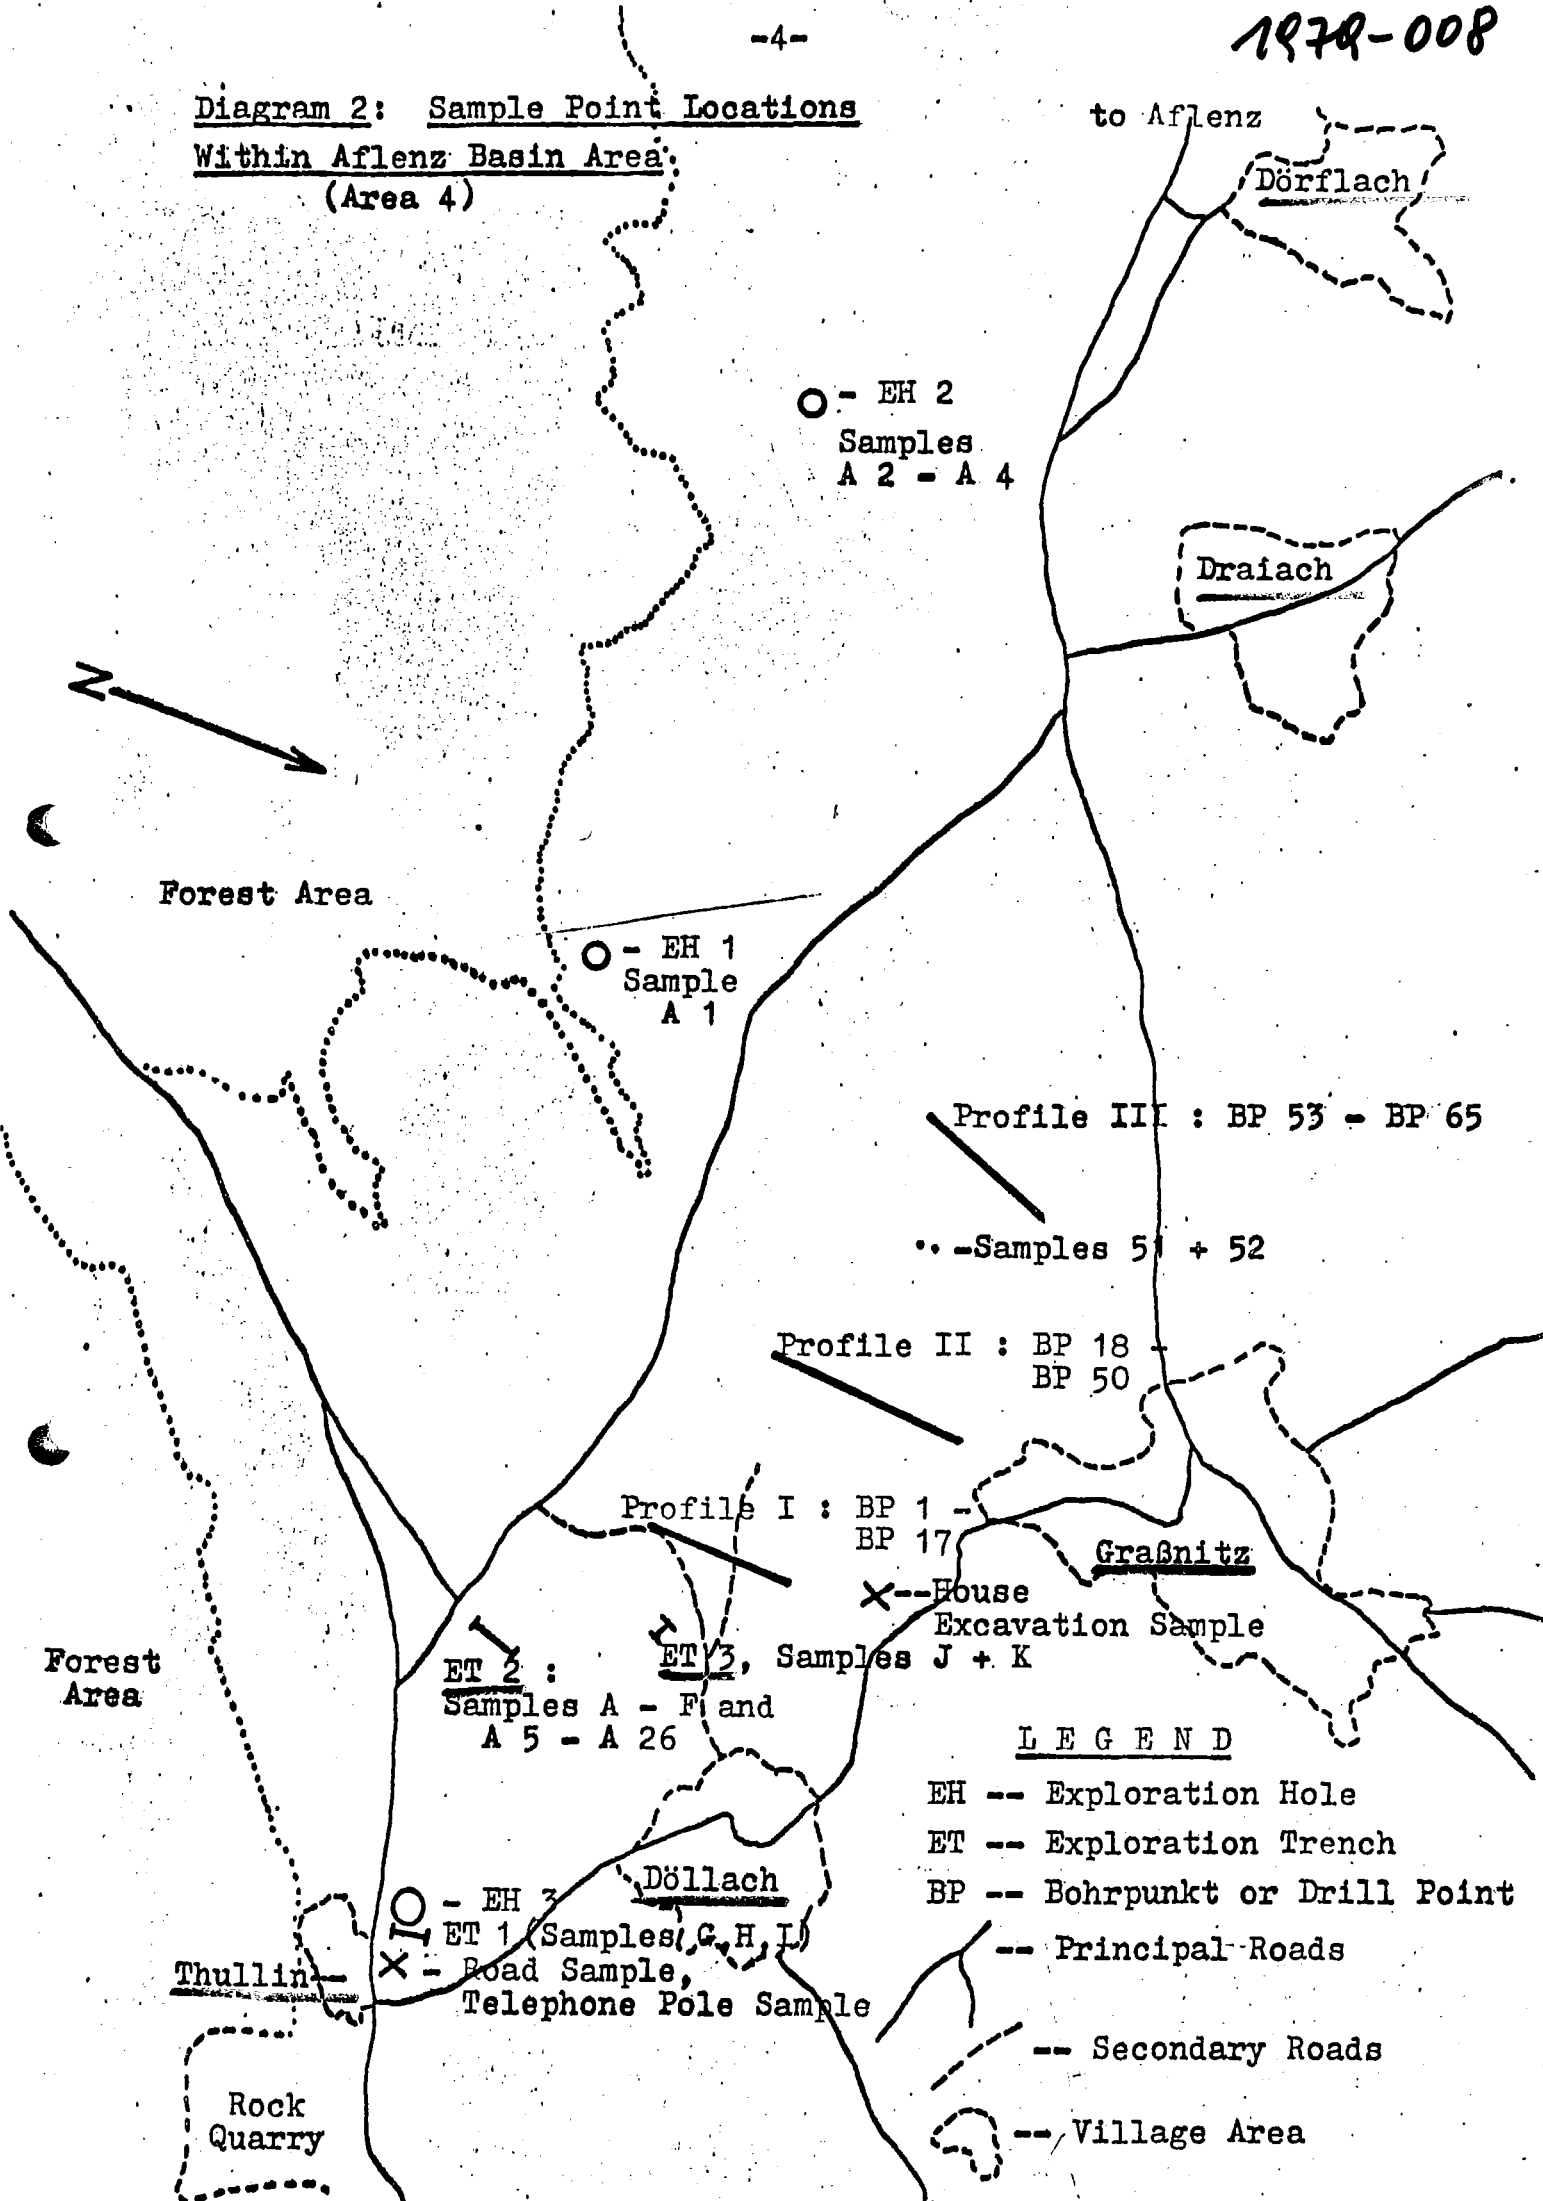 -4-
1979-008
Diagram 2: Sample Point Locations
Within Aflenz Basin Area
(Area 4)
to Aflenz
Dörflach
O - EH 2
Samples
A 2 - A 4
Draiach
N
Forest Area
O - EH 1
Sample
A 1
Profile III : BP 53 - BP 65
-Samples 51 + 52
Profile II : BP 18 -
BP 50
Profile I : BP 1 -
BP 17
Graßnitz
X --House
Excavation Sample
ET 3, Samples J + K
ET 2 :
Samples A - F and
A 5 - A 26
Forest
Area
LEGEND
EH -- Exploration Hole
ET -- Exploration Trench
BP -- Bohrpunkt or Drill Point
-- Principal Roads
-- Secondary Roads
-- Village Area
Döllach
O - EH 3
ET 1 (Samples G, H, I)
Thullin--
X - Road Sample,
Telephone Pole Sample
Rock
Quarry